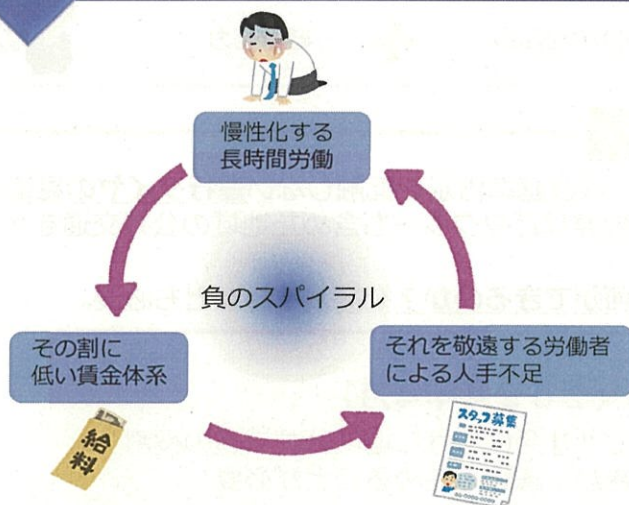 慢性化する
長時間労働
負のスパイラル
その割に
低い賃金体系
それを敬遠する労働者
による人手不足
給料
スタッフ募集